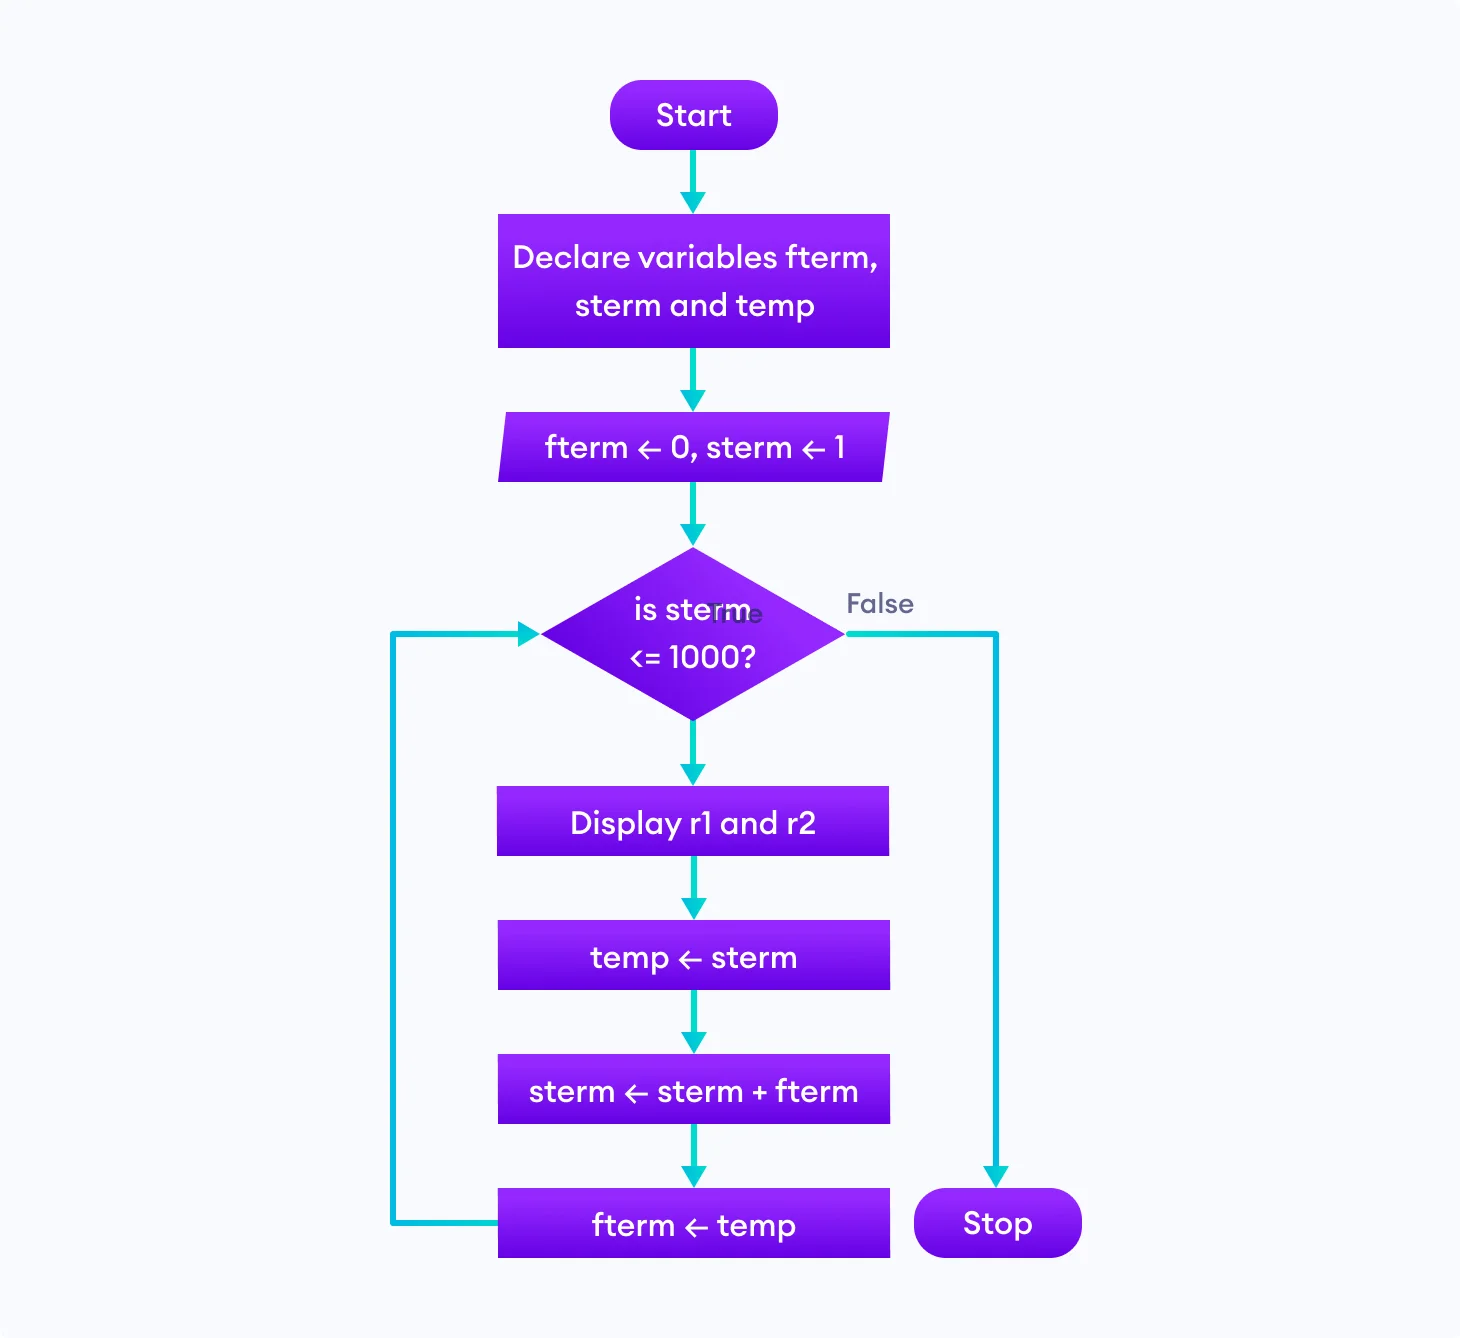 Start
Declare variables fterm,
sterm and temp
fterm ← 0, sterm ← 1
is sterm
True
False
<= 1000?
Display r1 and r2
temp ← sterm
sterm ← sterm + fterm
fterm ← temp
Stop